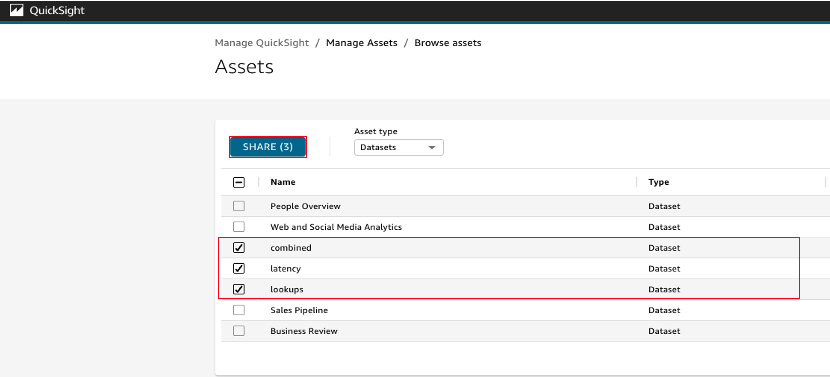 QuickSight
Manage QuickSight / Manage Assets / Browse assets
Assets
SHARE (3)
Asset type
Datasets
Name Type
People Overview Dataset
Web and Social Media Analytics Dataset
combined Dataset
latency Dataset
lookups Dataset
Sales Pipeline Dataset
Business Review Dataset